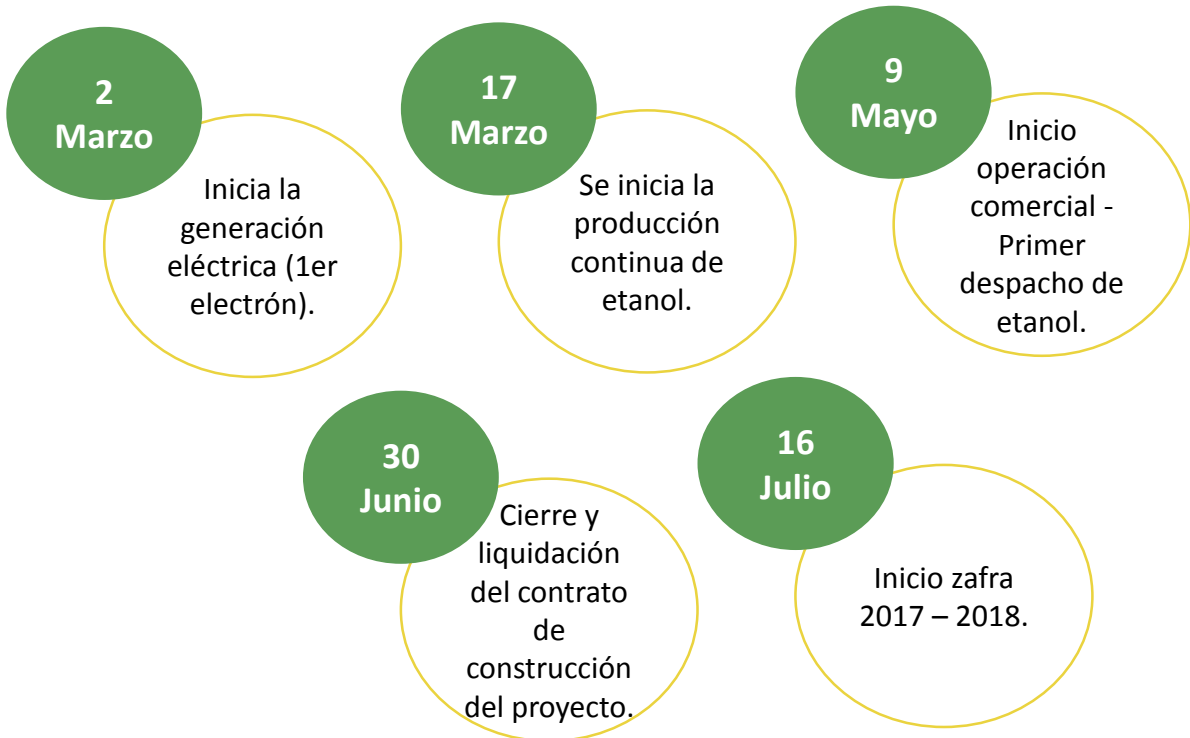 2
Marzo
Inicia la
generación
eléctrica (1er
electrón).
17
Marzo
Se inicia la
producción
continua de
etanol.
9
Mayo
Inicio
operación
comercial -
Primer
despacho de
etanol.
30
Junio
Cierre y
liquidación
del contrato
de
construcción
del proyecto.
16
Julio
Inicio zafra
2017 – 2018.